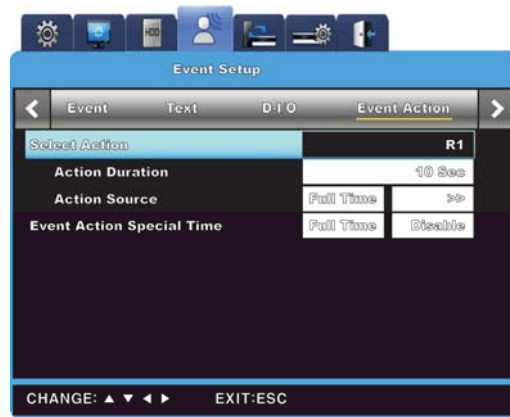 HDD
Event Setup
Event Text D-I/O Event Action
Select Action R1
Action Duration 10 Sec
Action Source Full Time >>
Event Action Special Time Full Time Disable
CHANGE: ▲ ▼ ◀ ▶ EXIT:ESC